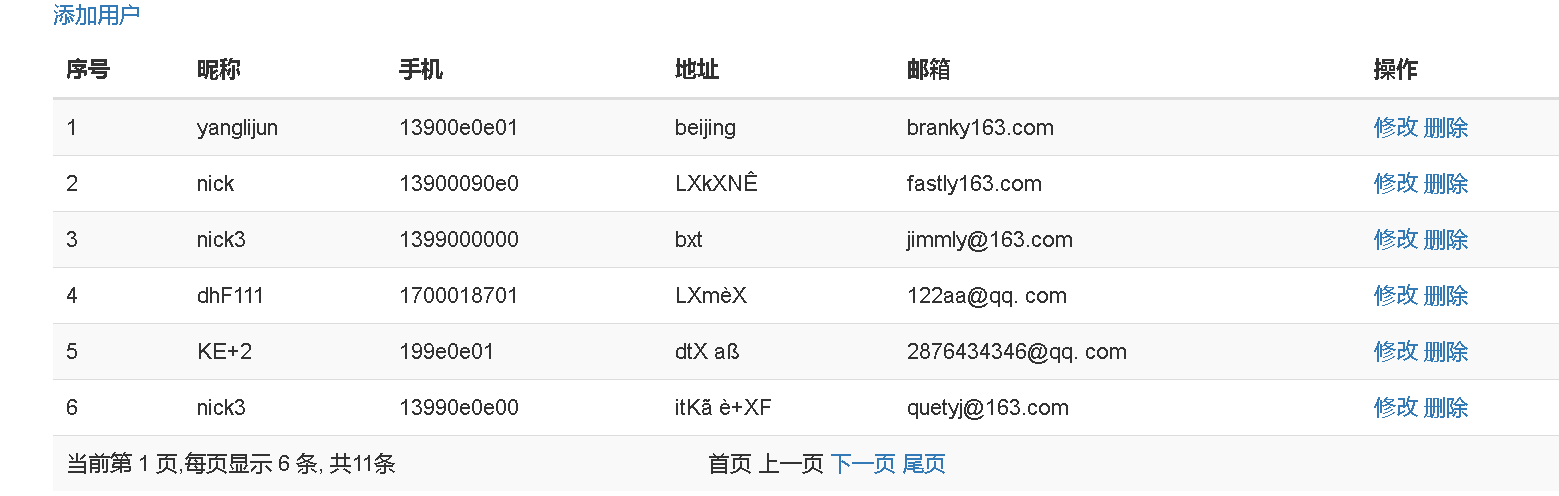 添加用户
序号 昵称 手机 地址 邮箱 操作
1 yanglijun 13900e0e01 beijing branky163.com 修改 删除
2 nick 13900090e0 LXkXNÊ fastly163.com 修改 删除
3 nick3 1399000000 bxt jimmly@163.com 修改 删除
4 dhF111 1700018701 LXmèX 122aa@qq. com 修改 删除
5 KE+2 199e0e01 dtX aß 2876434346@qq. com 修改 删除
6 nick3 13990e0e00 itKã è+XF quetyj@163.com 修改 删除
当前第 1 页,每页显示 6 条, 共11条 首页 上一页 下一页 尾页